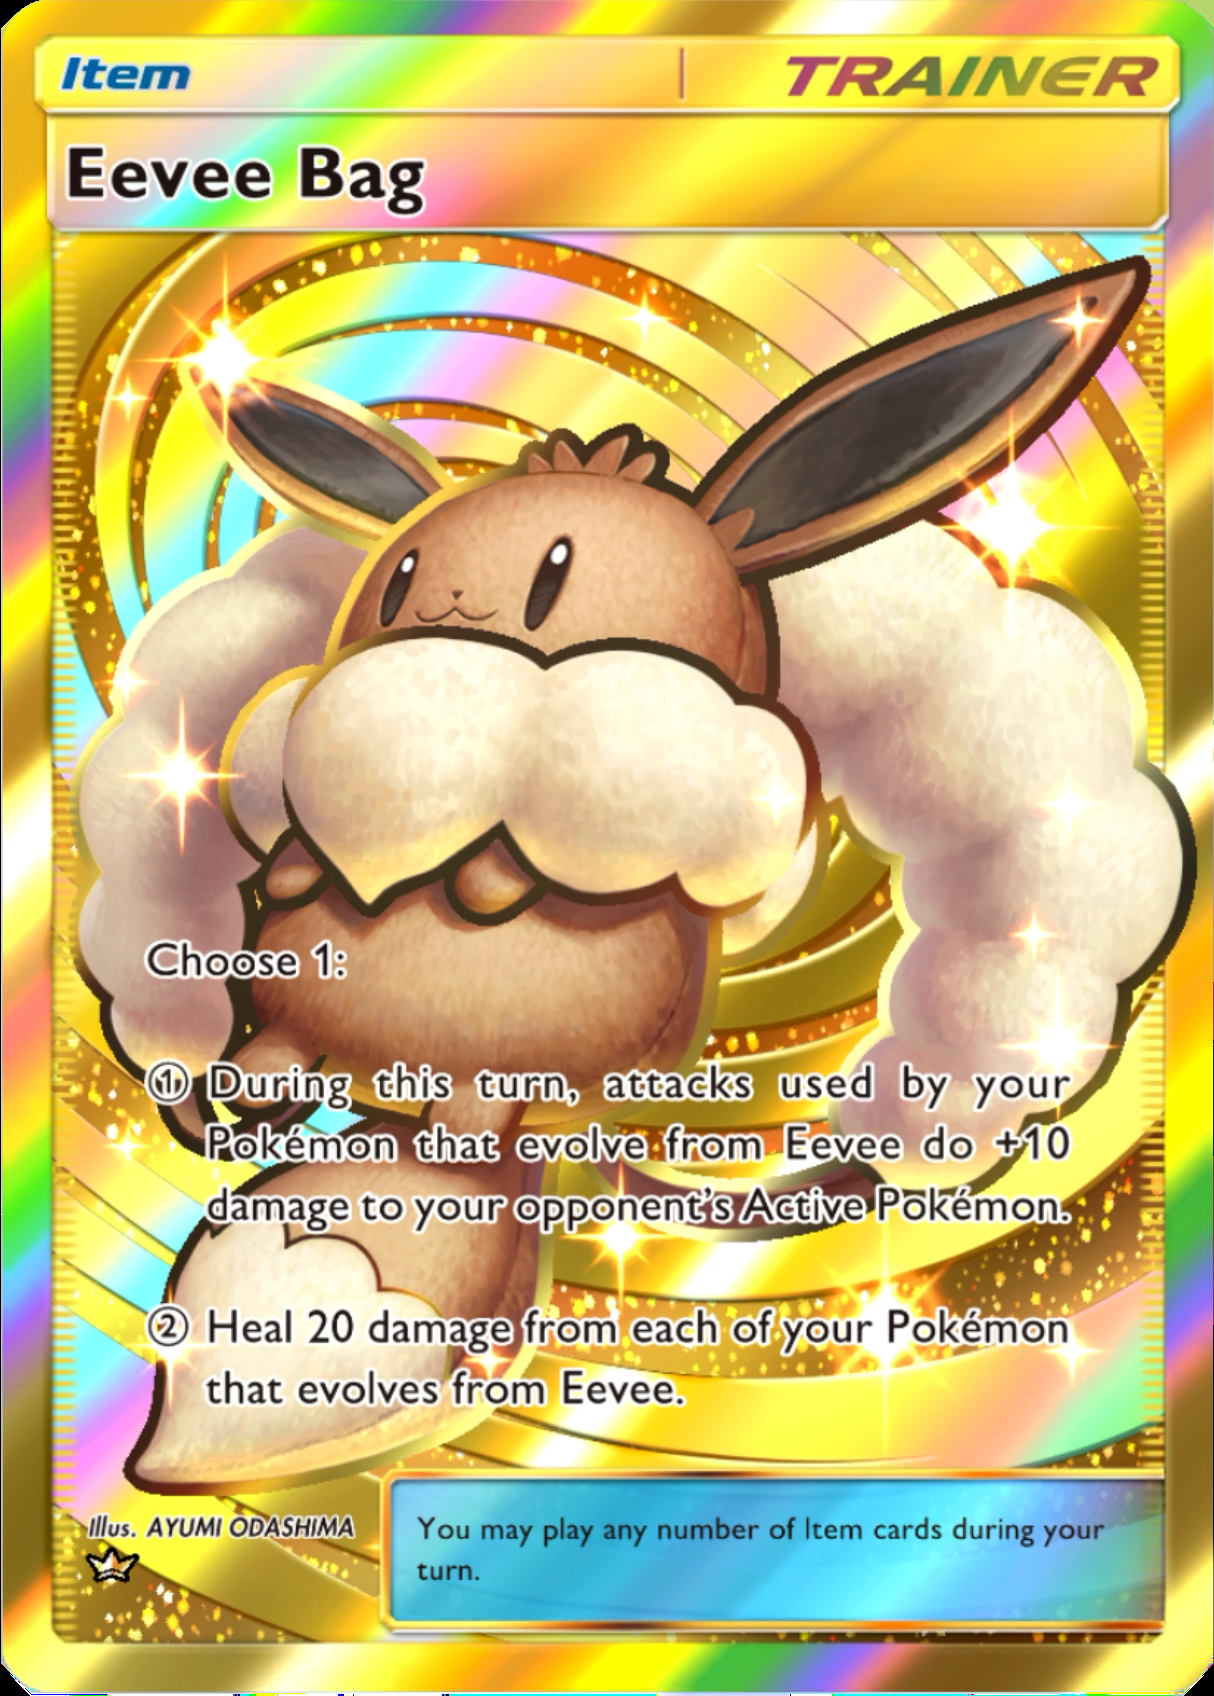 Item
TRAINER
Eevee Bag
Choose 1:
① During this turn, attacks used by your
Pokémon that evolve from Eevee do +10
damage to your opponent's Active Pokémon.
② Heal 20 damage from each of your Pokémon
that evolves from Eevee.
Illus. AYUMI ODASHIMA
You may play any number of Item cards during your
turn.